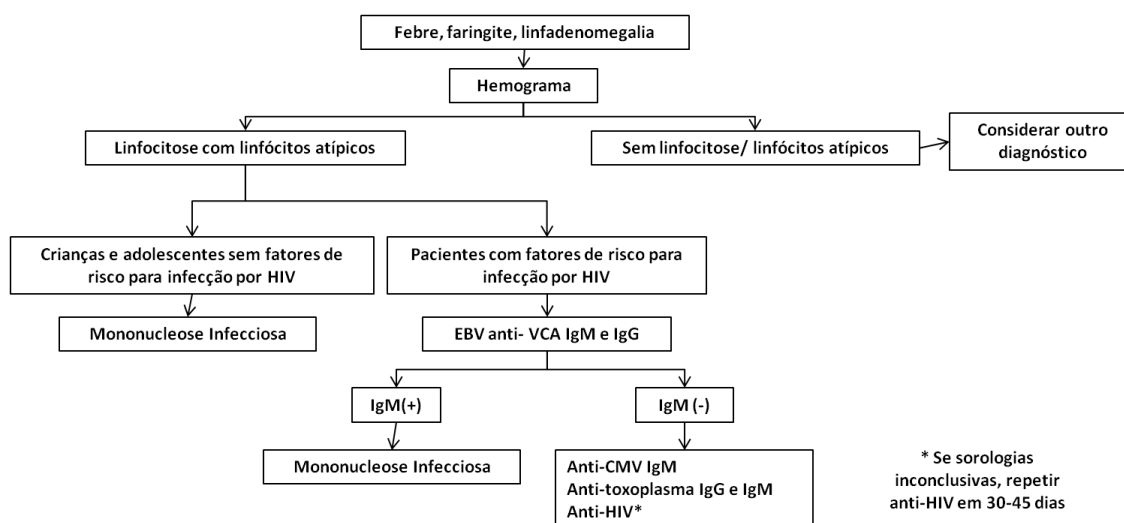 Febre, faringite, linfadenomegalia
Hemograma
Linfocitose com linfócitos atípicos
Sem linfocitose/ linfócitos atípicos
Considerar outro
diagnóstico
Crianças e adolescentes sem fatores de
risco para infecção por HIV
Pacientes com fatores de risco para
infecção por HIV
Mononucleose Infecciosa
EBV anti- VCA IgM e IgG
IgM(+)
IgM (-)
Mononucleose Infecciosa
Anti-CMV IgM
Anti-toxoplasma IgG e IgM
Anti-HIV*
* Se sorologias
inconclusivas, repetir
anti-HIV em 30-45 dias